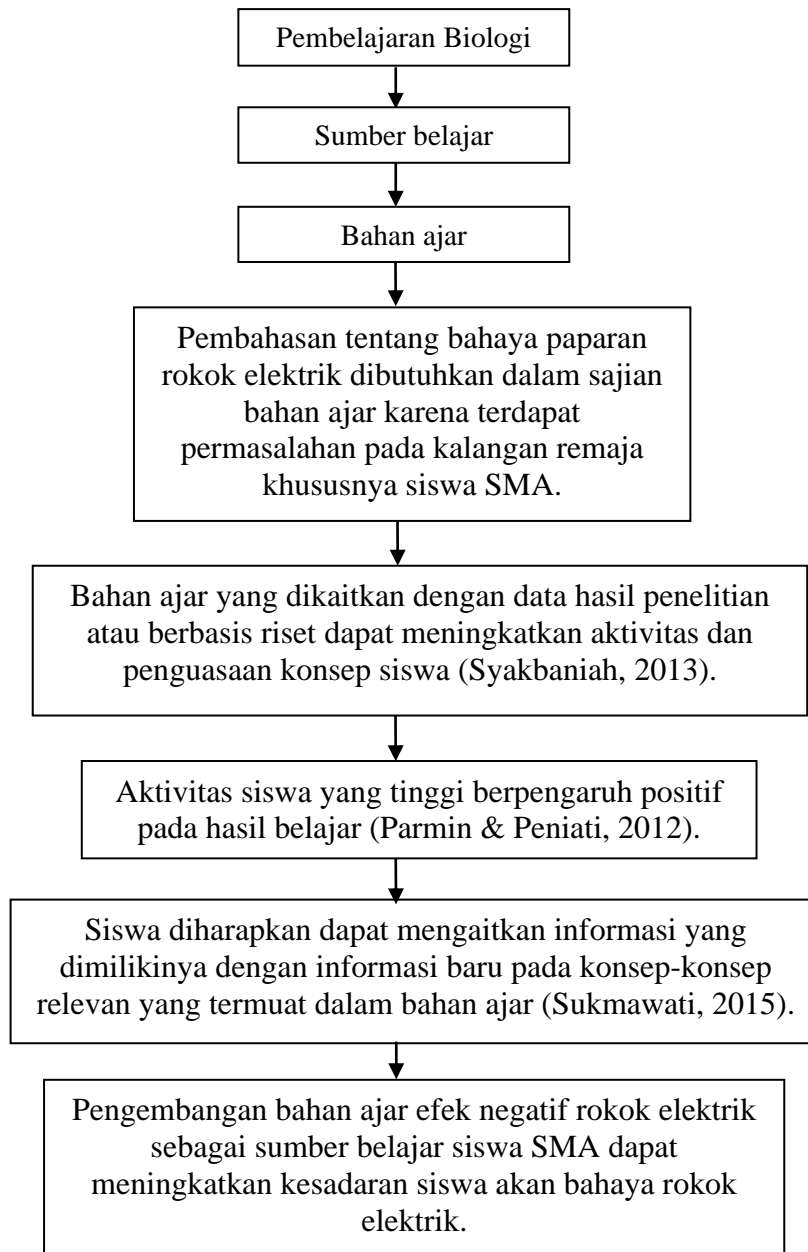 Pembelajaran Biologi
Sumber belajar
Bahan ajar
Pembahasan tentang bahaya paparan
rokok elektrik dibutuhkan dalam sajian
bahan ajar karena terdapat
permasalahan pada kalangan remaja
khususnya siswa SMA.
Bahan ajar yang dikaitkan dengan data hasil penelitian
atau berbasis riset dapat meningkatkan aktivitas dan
penguasaan konsep siswa (Syakbaniah, 2013).
Aktivitas siswa yang tinggi berpengaruh positif
pada hasil belajar (Parmin & Peniati, 2012).
Siswa diharapkan dapat mengaitkan informasi yang
dimilikinya dengan informasi baru pada konsep-konsep
relevan yang termuat dalam bahan ajar (Sukmawati, 2015).
Pengembangan bahan ajar efek negatif rokok elektrik
sebagai sumber belajar siswa SMA dapat
meningkatkan kesadaran siswa akan bahaya rokok
elektrik.